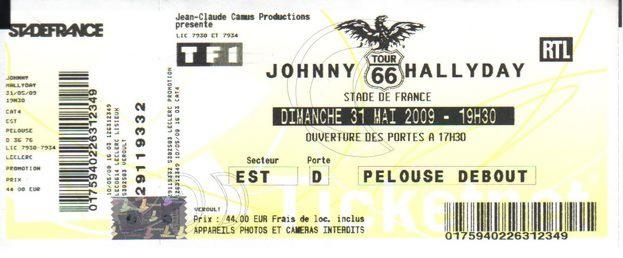 STADEFRANCE
JOHNNY
HALLYDAY
31/05/09
19H30
CAT4
EST
PELOUSE
D 36 76
LIC 7930-7934
LECLERC
PROMOTION
PRIX
44.00 EUR
0175940226312349
29119332
Jean-Claude Camus Productions
présente
LIC 7930 et 7934
TF1
TOUR
66
JOHNNY HALLYDAY
RTL
STADE DE FRANCE
DIMANCHE 31 MAI 2009 - 19H30
OUVERTURE DES PORTES A 17H30
Secteur Porte
EST D PELOUSE DEBOUT
VEROULT
Prix : 44,00 EUR Frais de loc. inclus
APPAREILS PHOTOS ET CAMERAS INTERDITS
0175940226312349